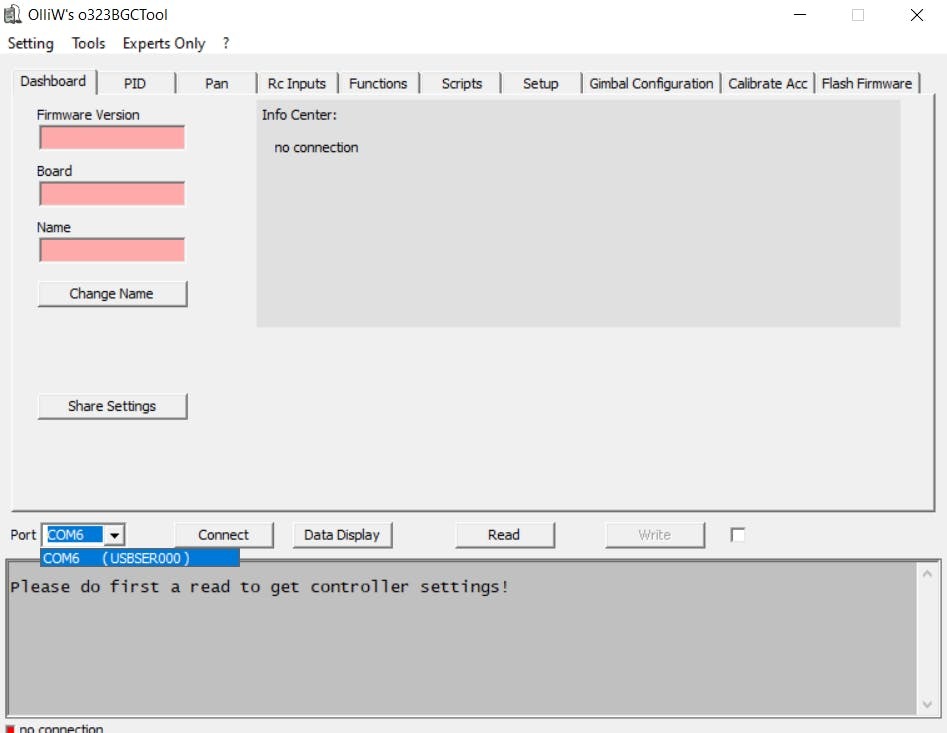 OlliW's o323BGCTool
Setting Tools Experts Only ?
Dashboard PID Pan Rc Inputs Functions Scripts Setup Gimbal Configuration Calibrate Acc Flash Firmware
Firmware Version
Info Center:
no connection
Board
Name
Change Name
Share Settings
Port COM6 Connect Data Display Read Write
COM6 (USBSER000)
Please do first a read to get controller settings!
no connection